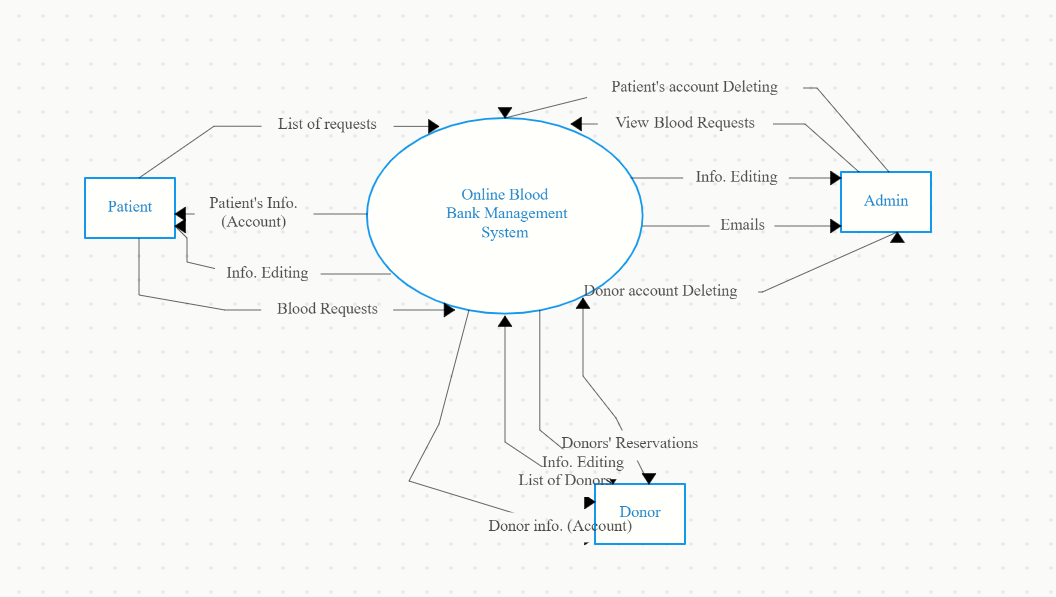 Patient's account Deleting
List of requests
View Blood Requests
Info. Editing
Online Blood
Bank Management
System
Patient
Patient's Info.
(Account)
Admin
Emails
Info. Editing
Donor account Deleting
Blood Requests
Donors' Reservations
Info. Editing
List of Donors
Donor
Donor info. (Account)